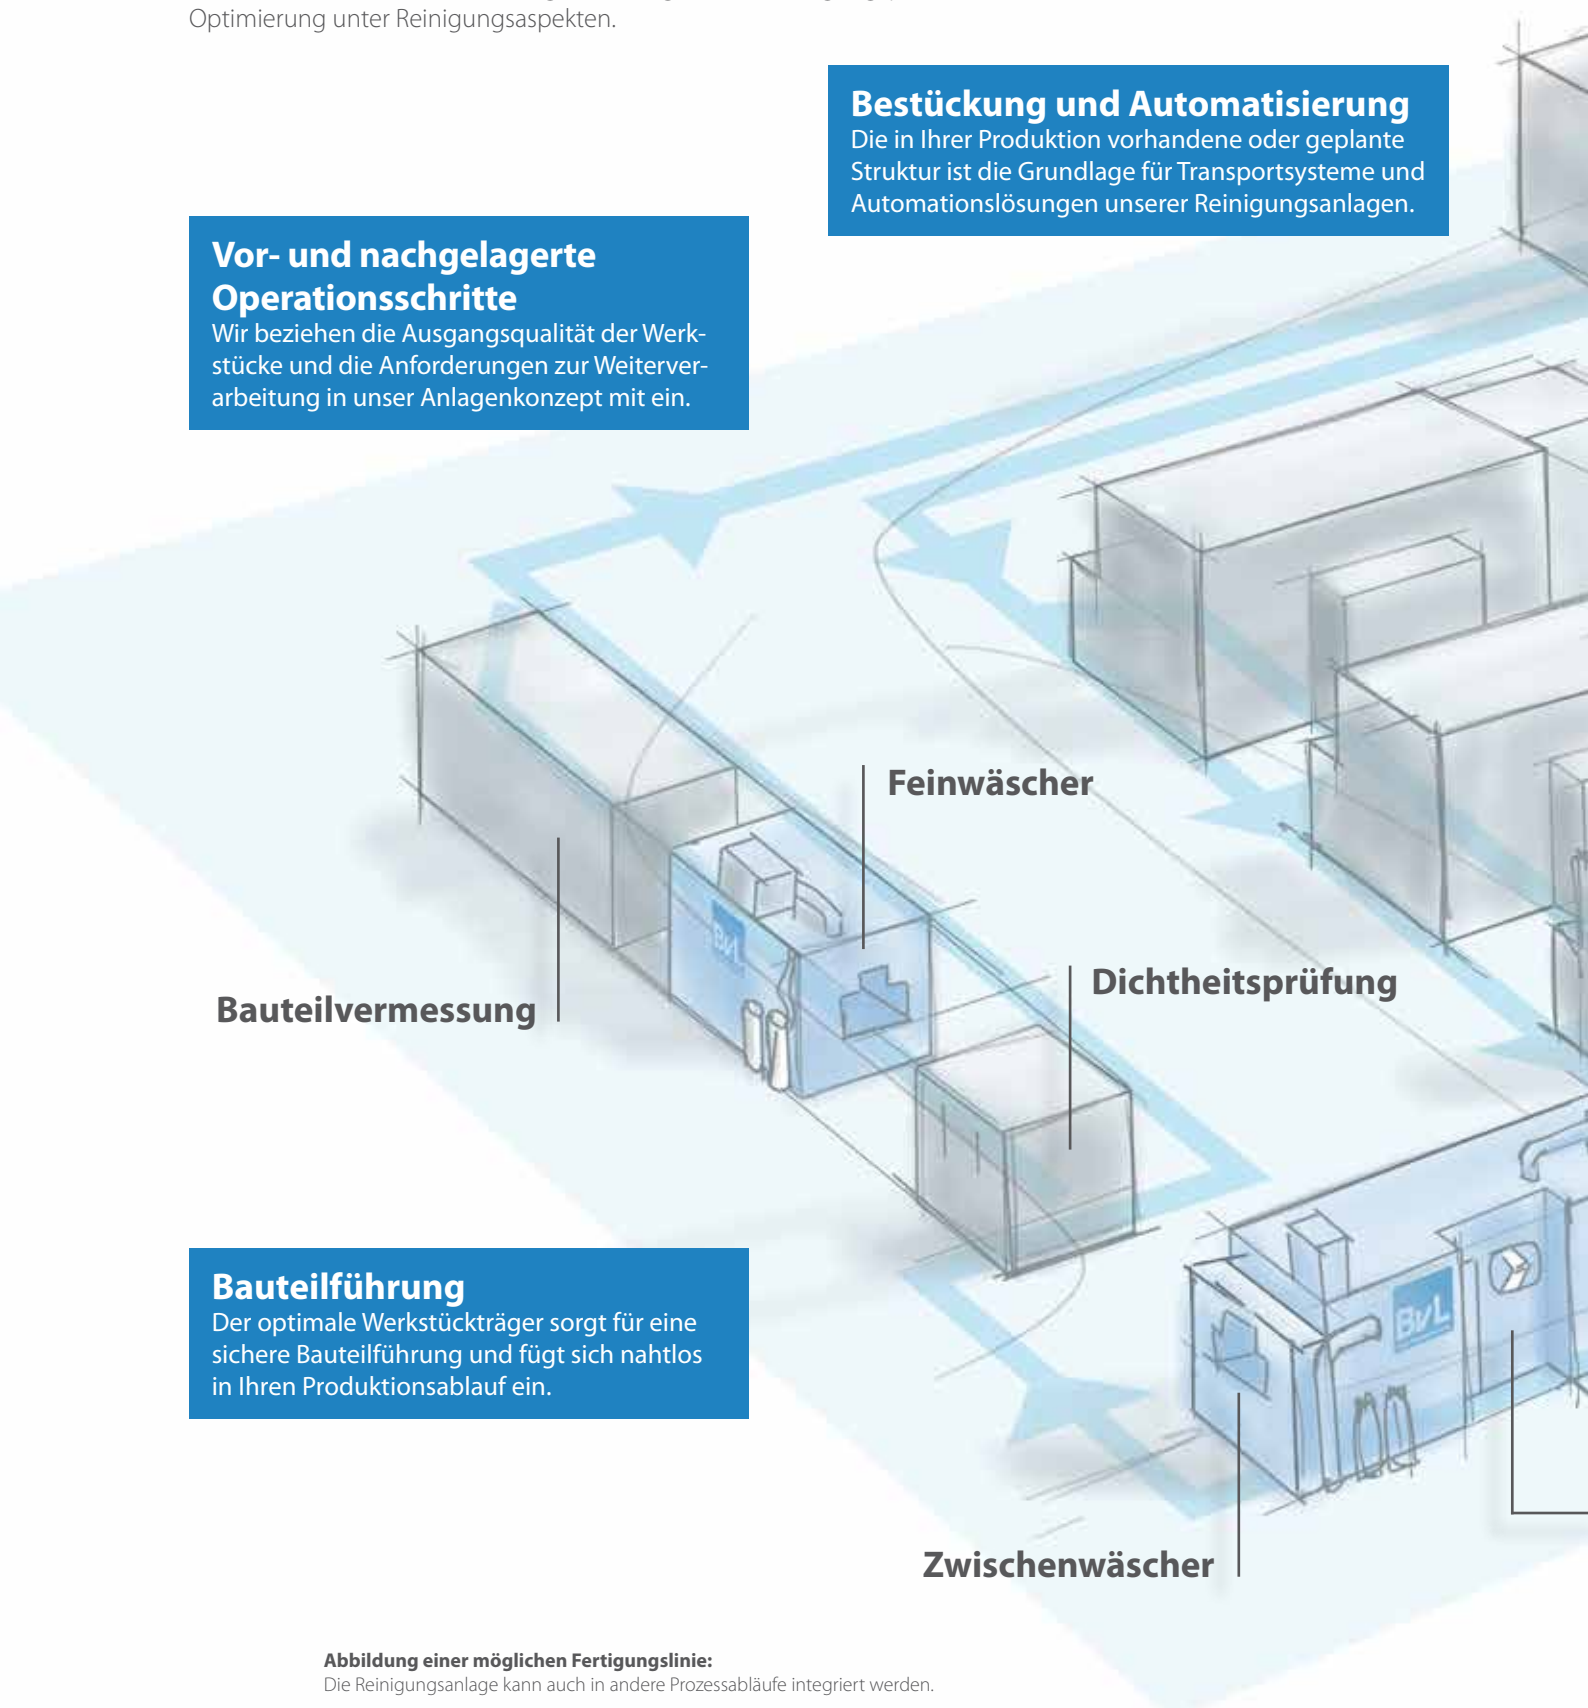 Optimierung unter Reinigungsaspekten.
Bestückung und Automatisierung
Die in Ihrer Produktion vorhandene oder geplante
Struktur ist die Grundlage für Transportsysteme und
Automationslösungen unserer Reinigungsanlagen.
Vor- und nachgelagerte
Operationsschritte
Wir beziehen die Ausgangsqualität der Werk-
stücke und die Anforderungen zur Weiterver-
arbeitung in unser Anlagenkonzept mit ein.
Feinwäscher
BvL
Dichtheitsprüfung
Bauteilvermessung
Bauteilführung
Der optimale Werkstückträger sorgt für eine
sichere Bauteilführung und fügt sich nahtlos
in Ihren Produktionsablauf ein.
BvL
Zwischenwäscher
Abbildung einer möglichen Fertigungslinie:
Die Reinigungsanlage kann auch in andere Prozessabläufe integriert werden.